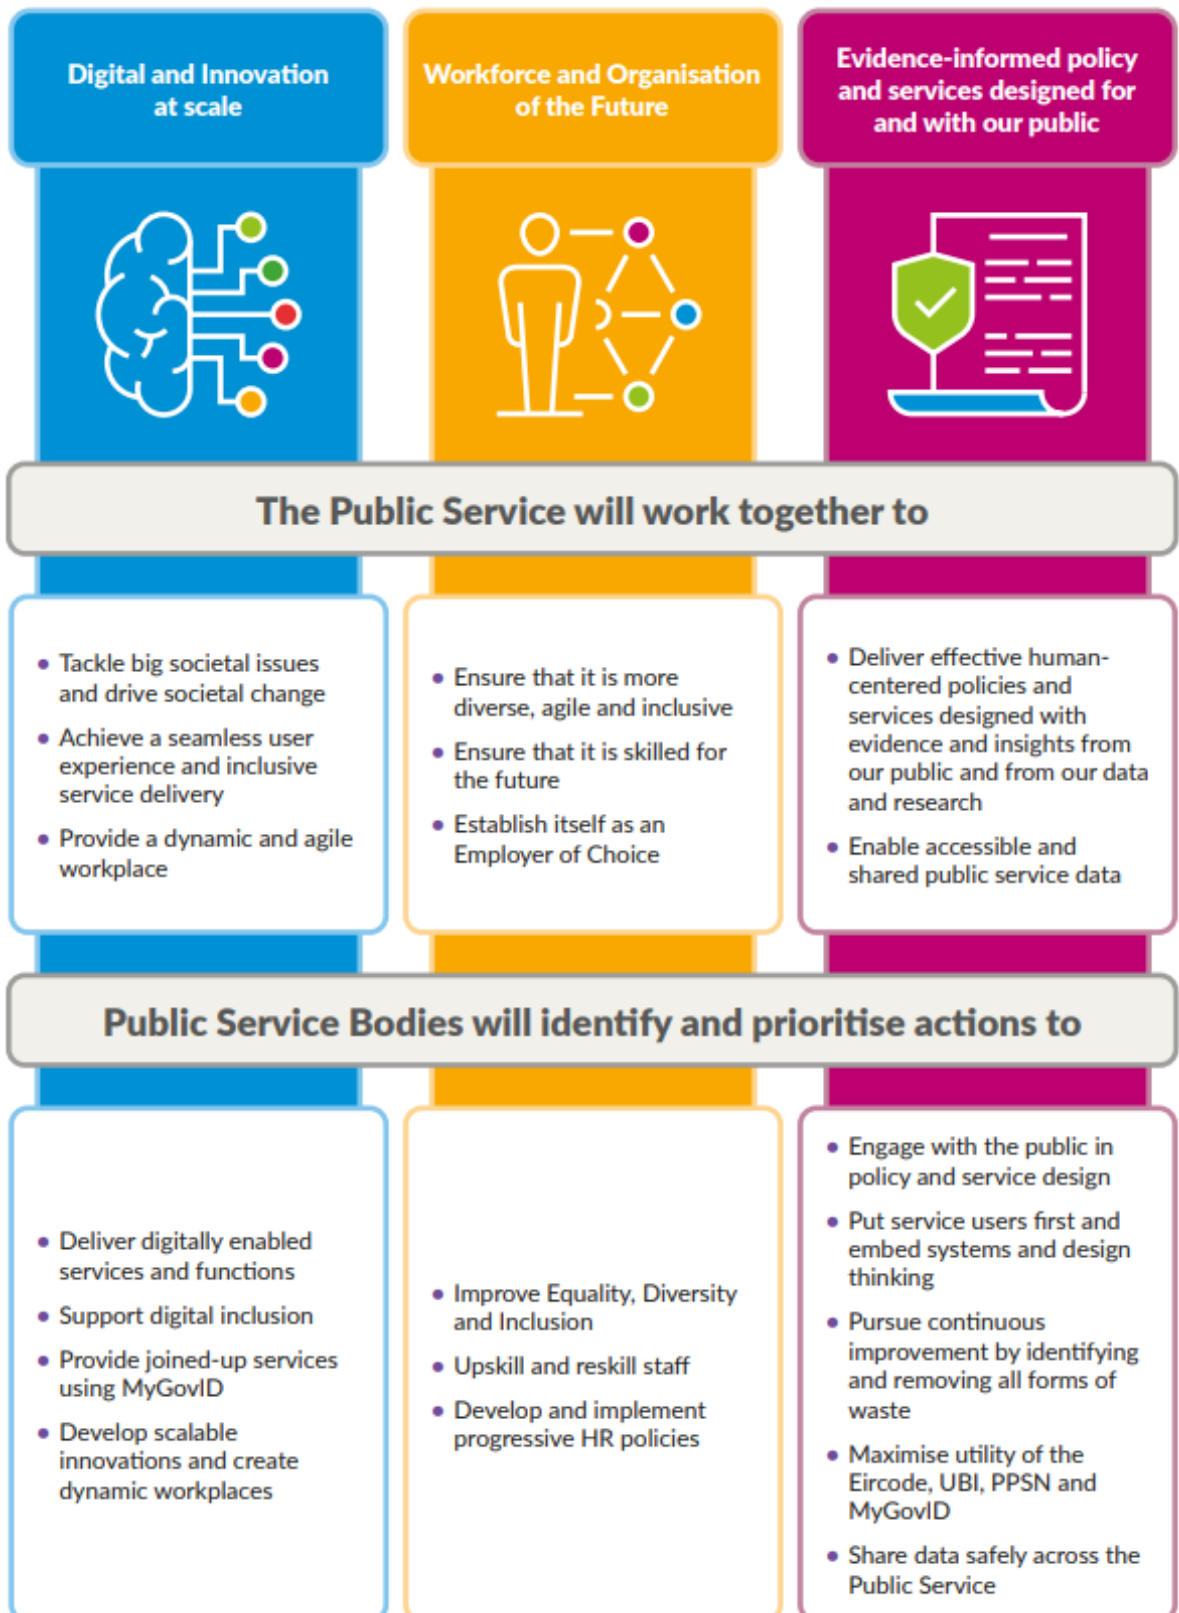 Digital and Innovation
at scale
Workforce and Organisation
of the Future
Evidence-informed policy
and services designed for
and with our public
The Public Service will work together to
• Tackle big societal issues
and drive societal change
• Achieve a seamless user
experience and inclusive
service delivery
• Provide a dynamic and agile
workplace
• Ensure that it is more
diverse, agile and inclusive
• Ensure that it is skilled for
the future
• Establish itself as an
Employer of Choice
• Deliver effective human-
centered policies and
services designed with
evidence and insights from
our public and from our data
and research
• Enable accessible and
shared public service data
Public Service Bodies will identify and prioritise actions to
• Deliver digitally enabled
services and functions
• Support digital inclusion
• Provide joined-up services
using MyGovID
• Develop scalable
innovations and create
dynamic workplaces
• Improve Equality, Diversity
and Inclusion
• Upskill and reskill staff
• Develop and implement
progressive HR policies
• Engage with the public in
policy and service design
• Put service users first and
embed systems and design
thinking
• Pursue continuous
improvement by identifying
and removing all forms of
waste
• Maximise utility of the
Eircode, UBI, PPSN and
MyGovID
• Share data safely across the
Public Service